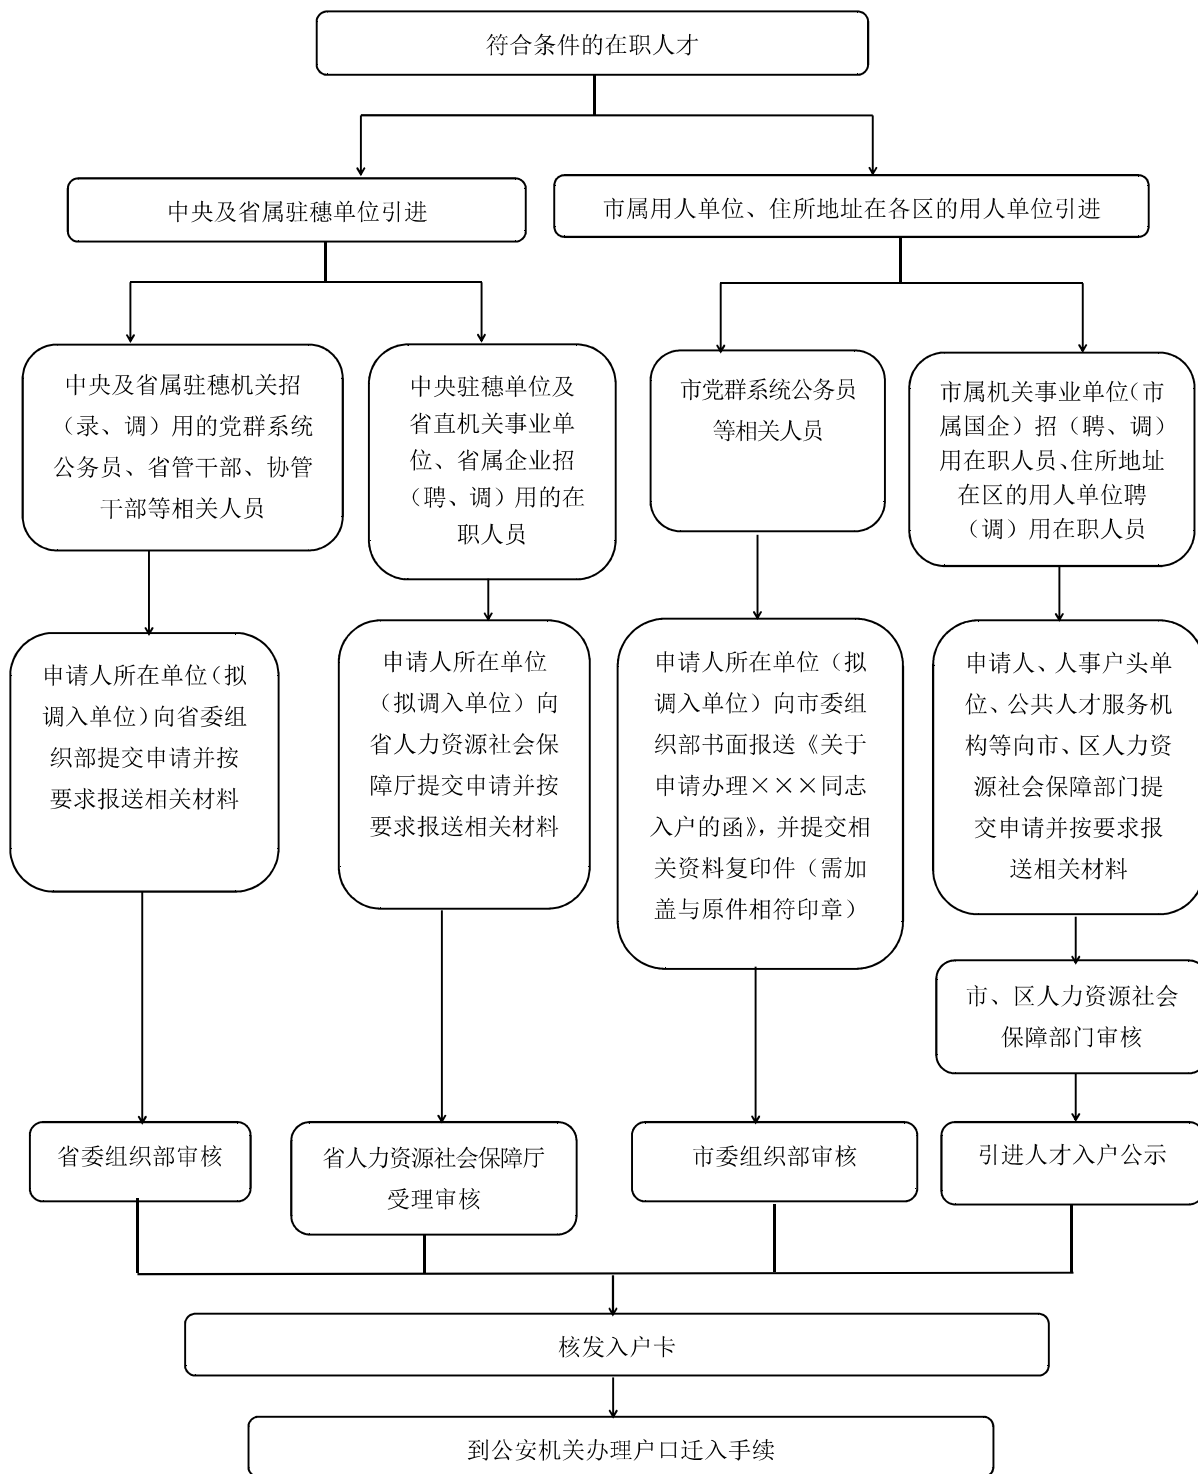 符合条件的在职人才
中央及省属驻穗单位引进
市属用人单位、住所地址在各区的用人单位引进
中央及省属驻穗机关招
（录、调）用的党群系统
公务员、省管干部、协管
干部等相关人员
中央驻穗单位及
省直机关事业单
位、省属企业招
（聘、调）用的在
职人员
市党群系统公务员
等相关人员
市属机关事业单位（市
属国企）招（聘、调）
用在职人员、住所地址
在区的用人单位聘
（调）用在职人员
申请人所在单位（拟
调入单位）向省委组
织部提交申请并按
要求报送相关材料
申请人所在单位
（拟调入单位）向
省人力资源社会保
障厅提交申请并按
要求报送相关材料
申请人所在单位（拟
调入单位）向市委组
织部书面报送《关于
申请办理×××同志
入户的函》，并提交相
关资料复印件（需加
盖与原件相符印章）
申请人、人事户头单
位、公共人才服务机
构等向市、区人力资
源社会保障部门提
交申请并按要求报
送相关材料
市、区人力资源社会
保障部门审核
省委组织部审核
省人力资源社会保障厅
受理审核
市委组织部审核
引进人才入户公示
核发入户卡
到公安机关办理户口迁入手续